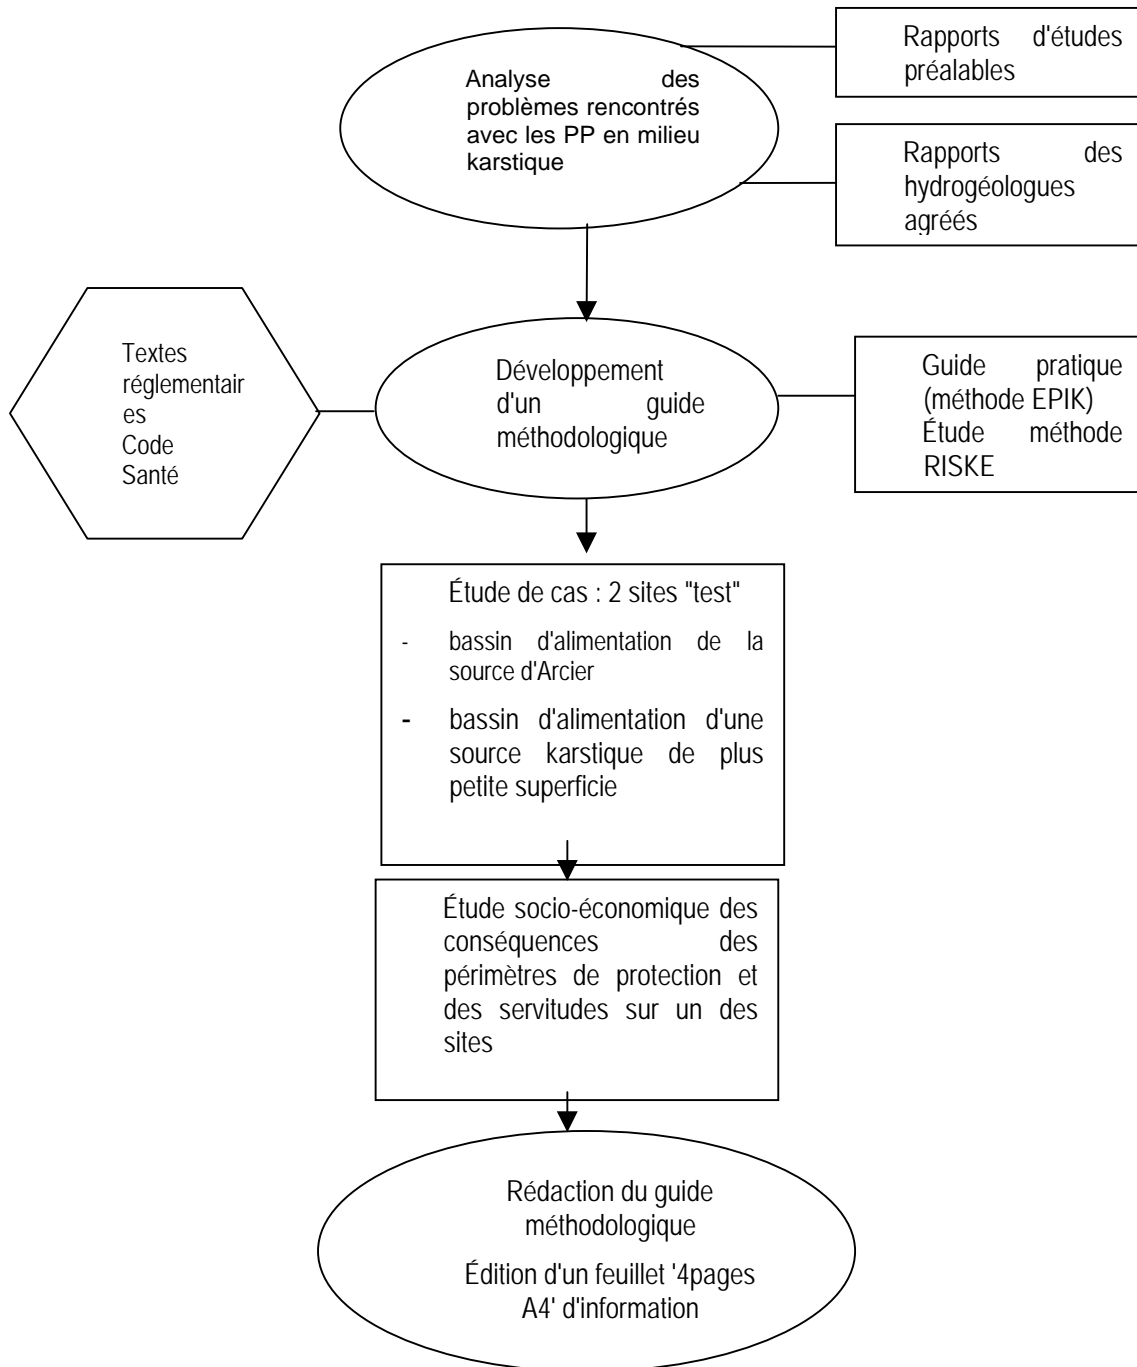 Analyse des
problèmes rencontrés
avec les PP en milieu
karstique
Rapports d'études
préalables
Rapports des
hydrogéologues
agréés
Textes
réglementair
es
Code
Santé
Développement
d'un guide
méthodologique
Guide pratique
(méthode EPIK)
Étude méthode
RISKE
Étude de cas : 2 sites "test"
- bassin d'alimentation de la
source d'Arcier
- bassin d'alimentation d'une
source karstique de plus
petite superficie
Étude socio-économique des
conséquences des
périmètres de protection et
des servitudes sur un des
sites
Rédaction du guide
méthodologique
Édition d'un feuillet '4pages
A4' d'information